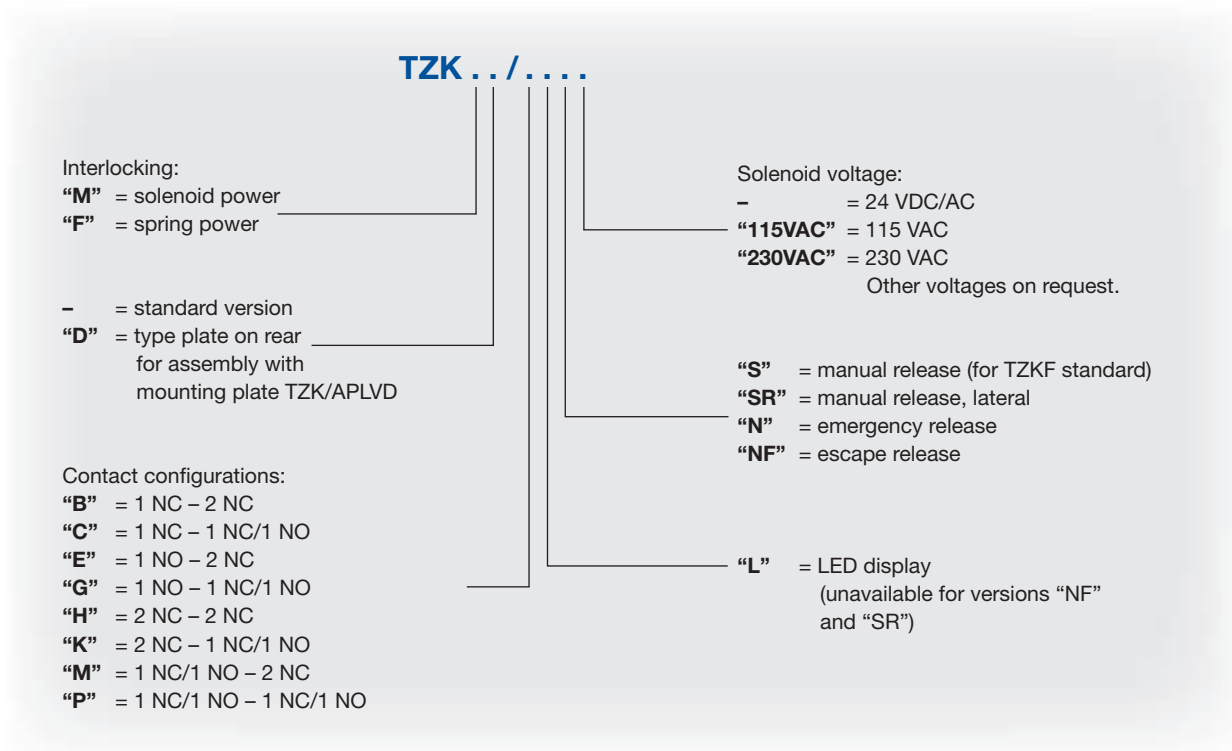 TZK . . / . . . .
Interlocking:
“M” = solenoid power
“F” = spring power
– = standard version
“D” = type plate on rear
for assembly with
mounting plate TZK/APLVD
Contact configurations:
“B” = 1 NC – 2 NC
“C” = 1 NC – 1 NC/1 NO
“E” = 1 NO – 2 NC
“G” = 1 NO – 1 NC/1 NO
“H” = 2 NC – 2 NC
“K” = 2 NC – 1 NC/1 NO
“M” = 1 NC/1 NO – 2 NC
“P” = 1 NC/1 NO – 1 NC/1 NO
Solenoid voltage:
– = 24 VDC/AC
“115VAC” = 115 VAC
“230VAC” = 230 VAC
Other voltages on request.
“S” = manual release (for TZKF standard)
“SR” = manual release, lateral
“N” = emergency release
“NF” = escape release
“L” = LED display
(unavailable for versions “NF”
and “SR”)